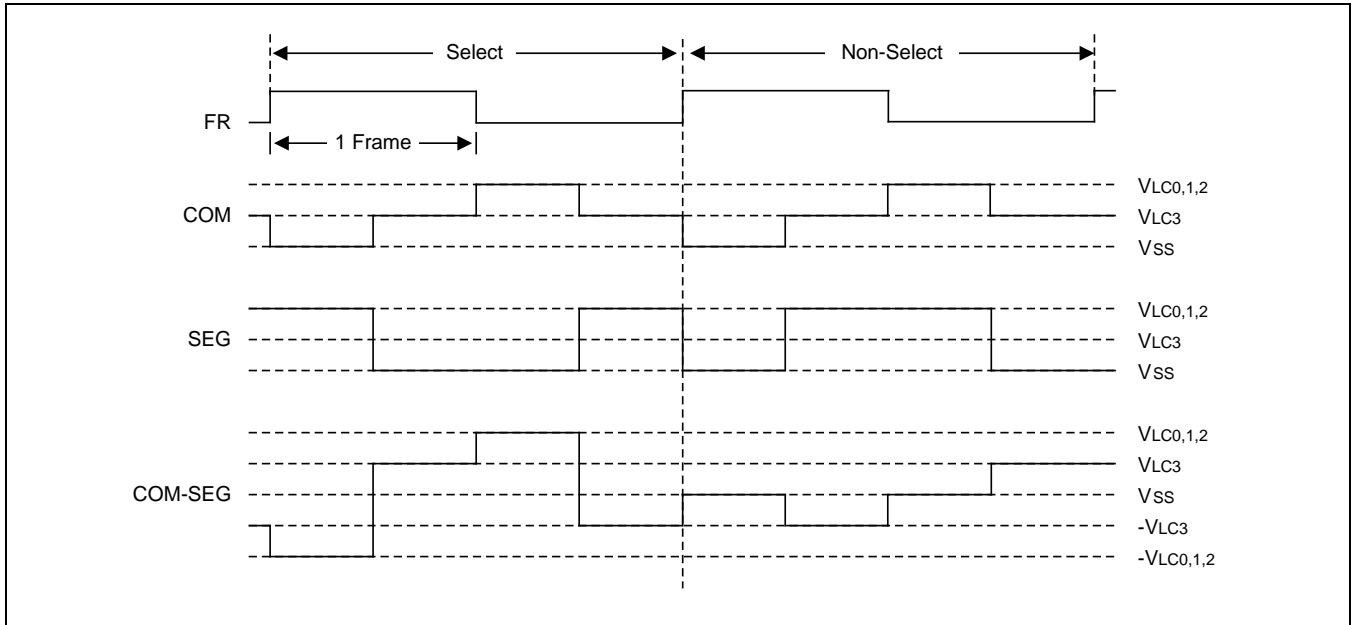 Select
Non-Select
FR
1 Frame
COM
VLC0,1,2
VLC3
VSS
SEG
VLC0,1,2
VLC3
VSS
COM-SEG
VLC0,1,2
VLC3
VSS
-VLC3
-VLC0,1,2